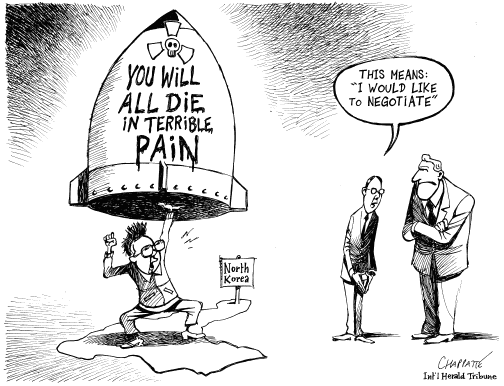 YOU WILL
ALL DIE
IN TERRIBLE
PAIN
THIS MEANS:
"I WOULD LIKE
TO NEGOTIATE"
North
Korea
CHAPPATTE
Int'l Herald Tribune